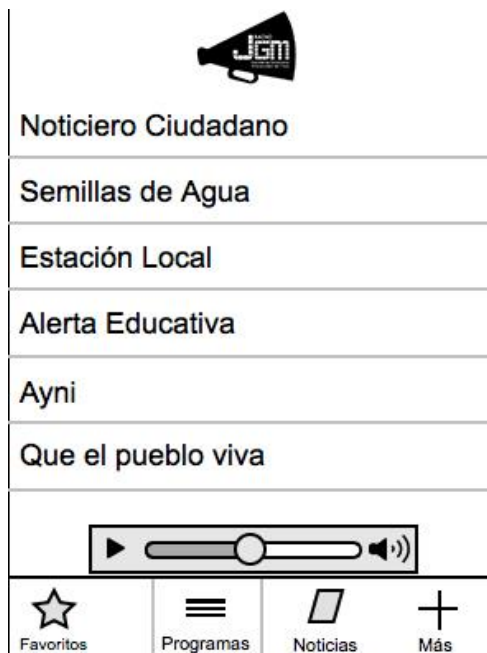 RADIO
JGM
Noticiero Ciudadano
Semillas de Agua
Estación Local
Alerta Educativa
Ayni
Que el pueblo viva
Favoritos
Programas
Noticias
Más